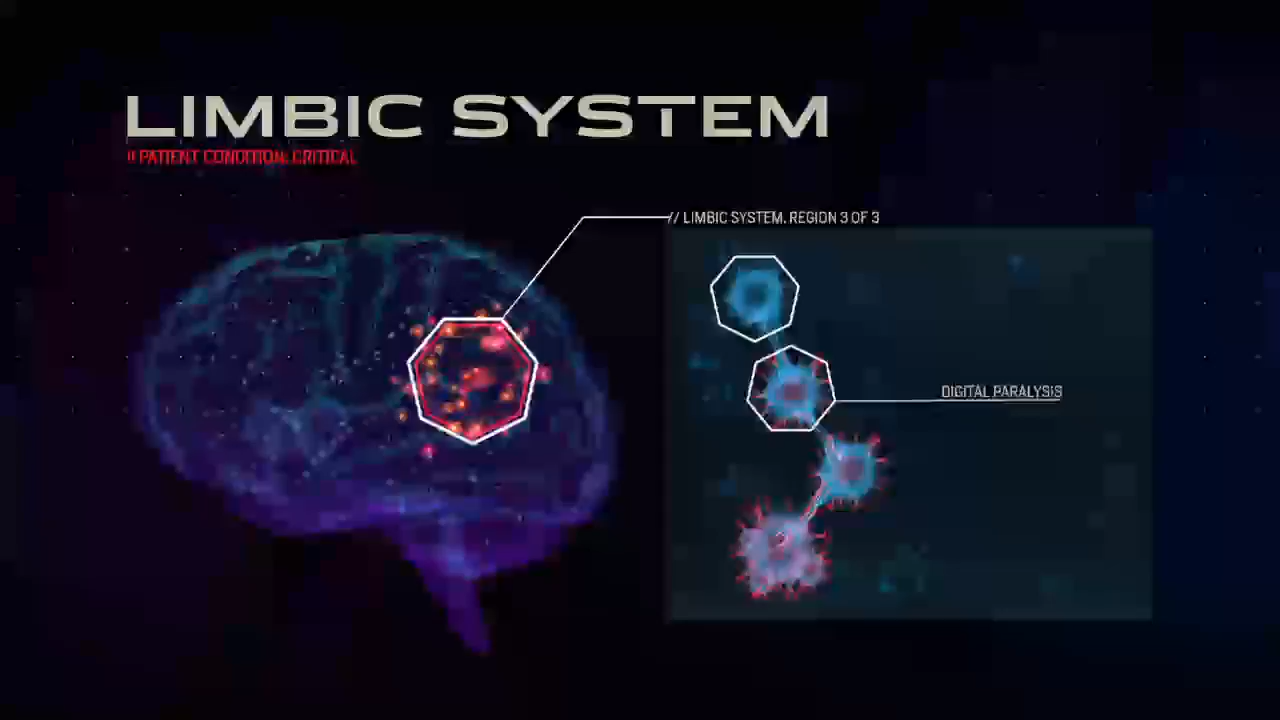 LIMBIC SYSTEM
// PATIENT CONDITION: CRITICAL
// LIMBIC SYSTEM, REGION 3 OF 3
DIGITAL PARALYSIS